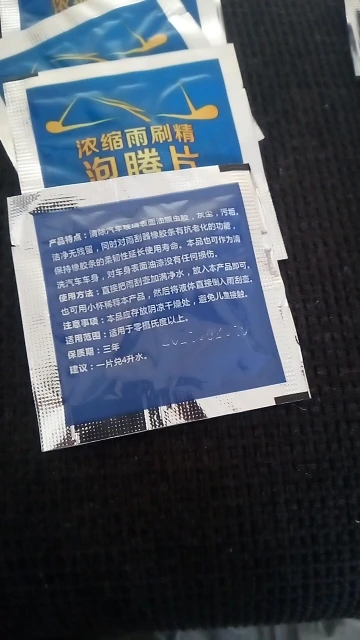 浓缩雨刷精
泡腾片
产品特点：清除汽车玻璃表面油膜虫胶，灰尘，污垢。
洁净无残留，同时对雨刮器橡胶条有抗老化的功能，
保持橡胶条的柔韧性延长使用寿命。本品也可作为清
洗汽车车身，对车身表面油漆没有任何损伤。
使用方法：直接把雨刮壶加满净水，放入本产品即可，
也可用小杯稀释本产品，然后将液体直接倒入雨刮壶。
注意事项：本品应存放阴凉干燥处，避免儿童接触。
适用范围：适用于零摄氏度以上。
保质期：三年
建议：一片兑4升水。